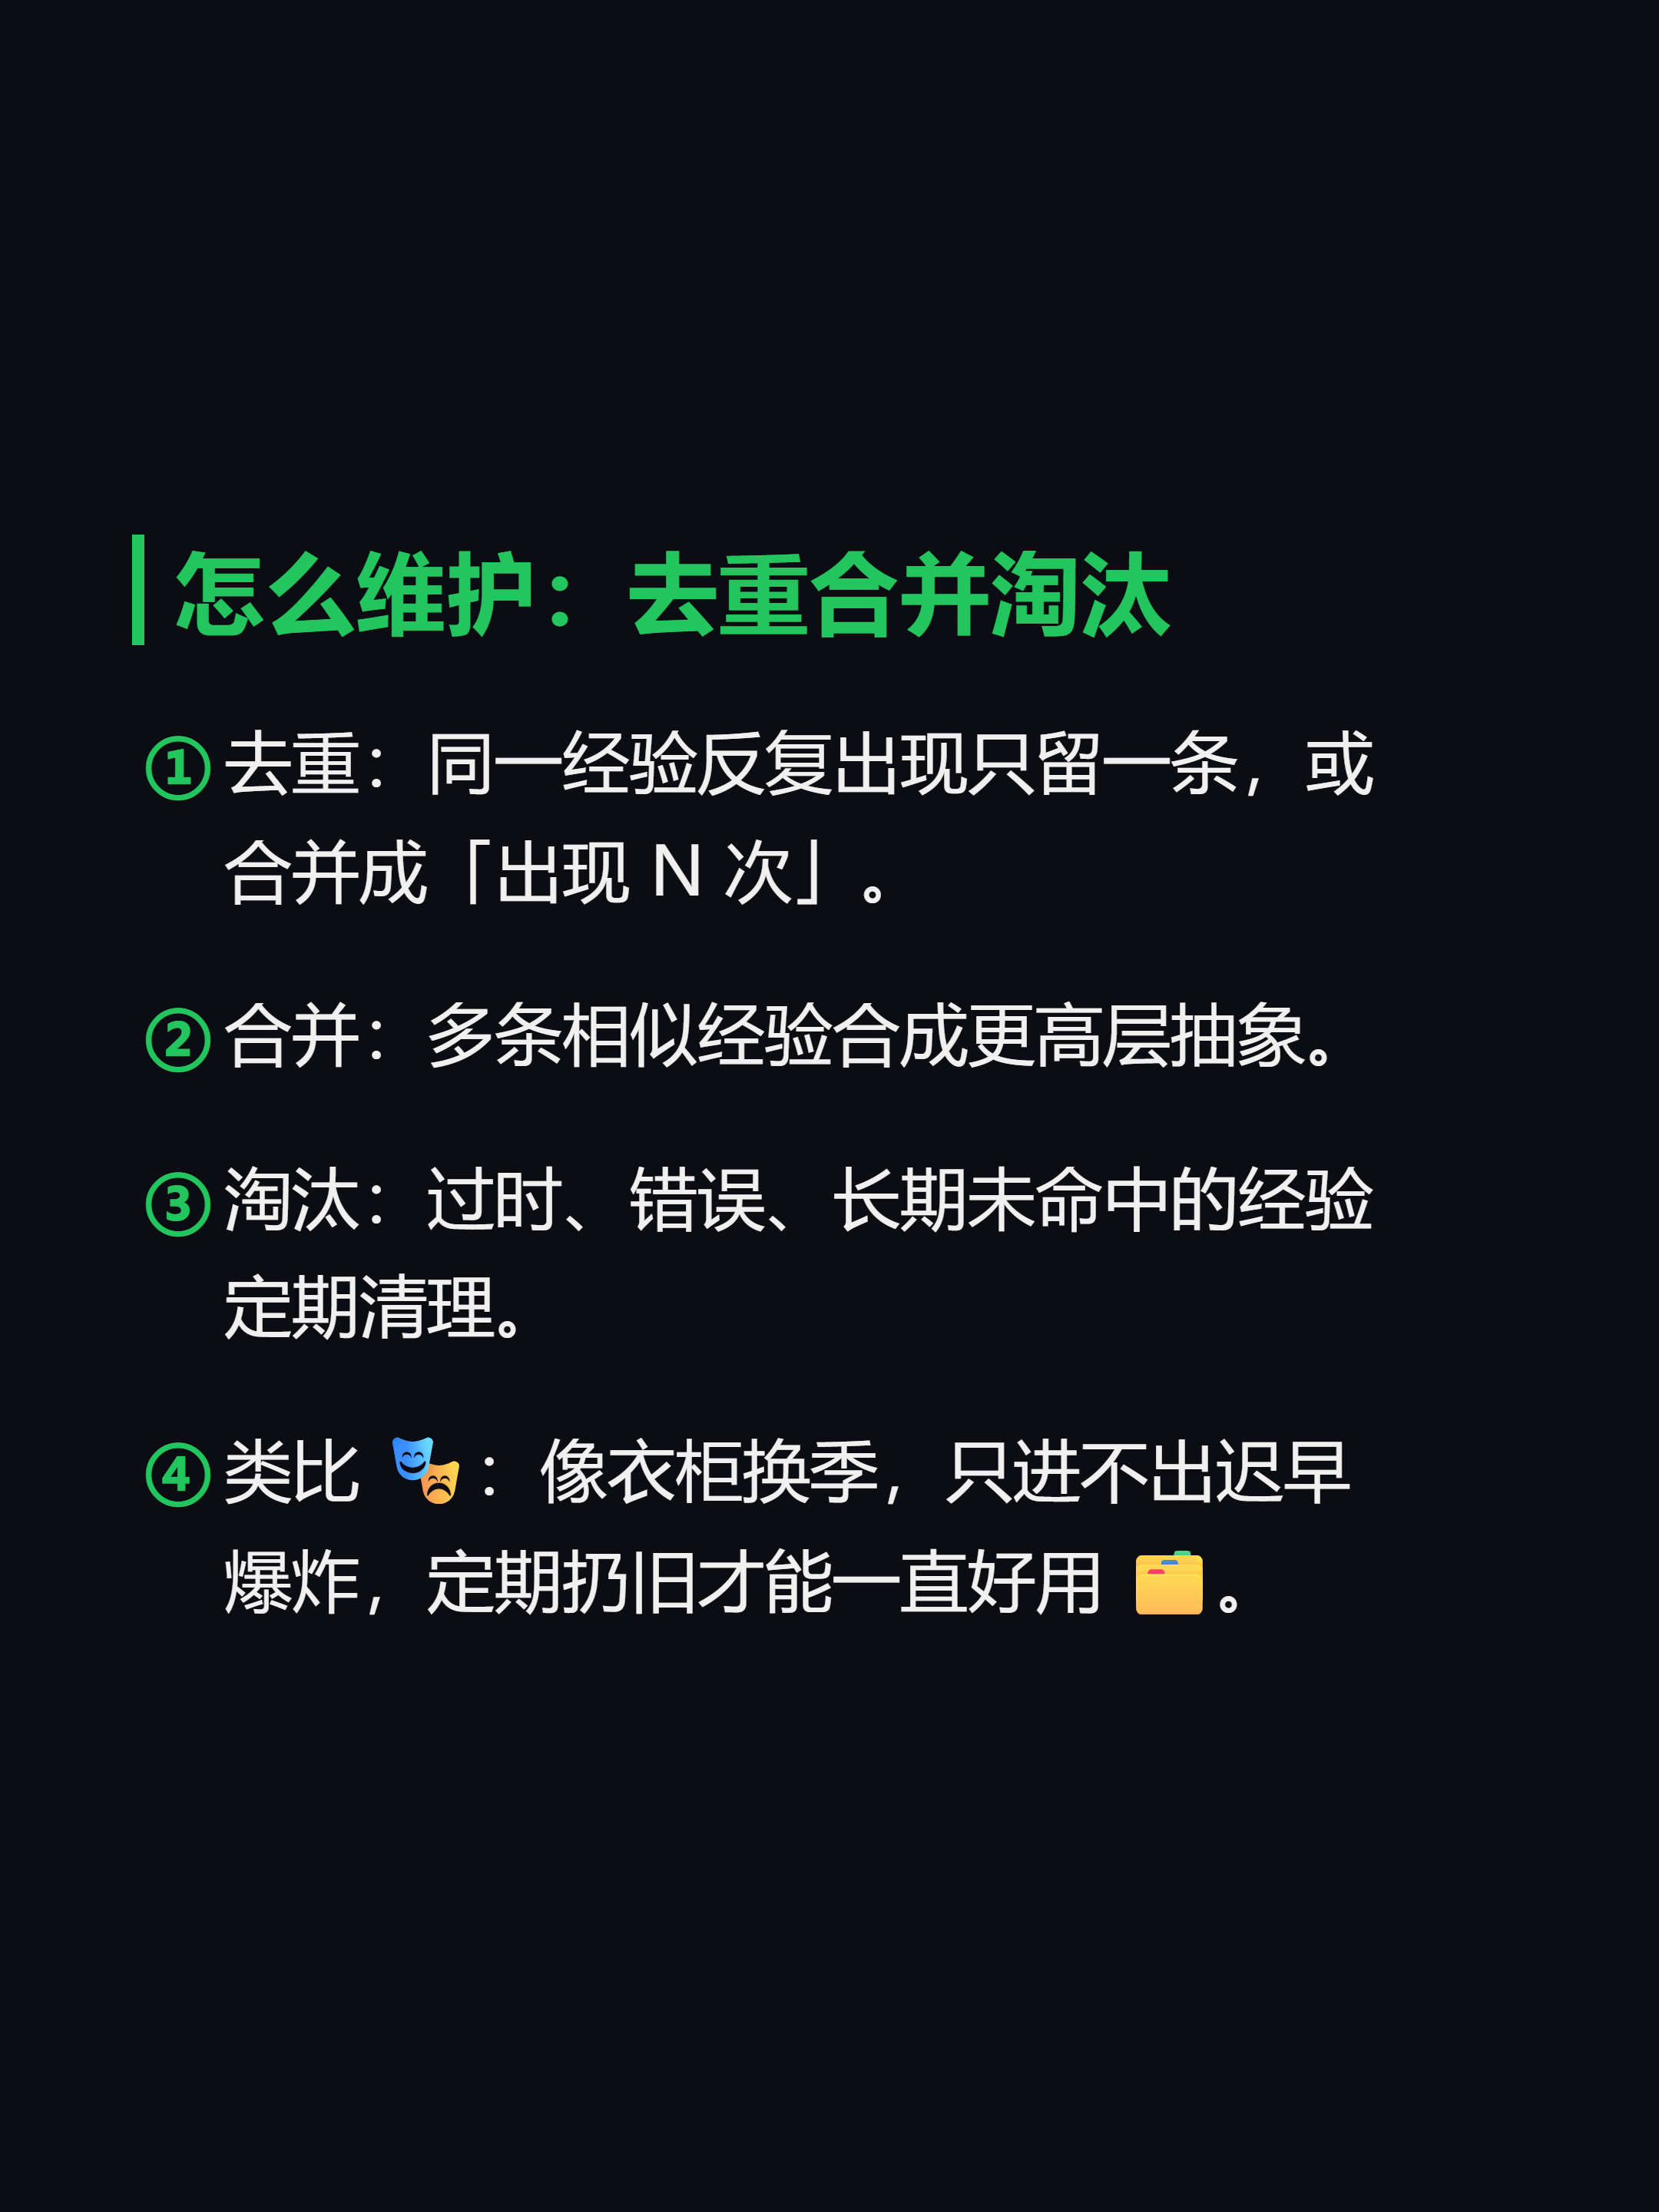 怎么维护：去重合并淘汰
①去重：同一经验反复出现只留一条，或
合并成「出现 N 次」。
②合并：多条相似经验合成更高层抽象。
③淘汰：过时、错误、长期未命中的经验
定期清理。
④类比 🎭：像衣柜换季，只进不出迟早
爆炸，定期扔旧才能一直好用 🗂️。